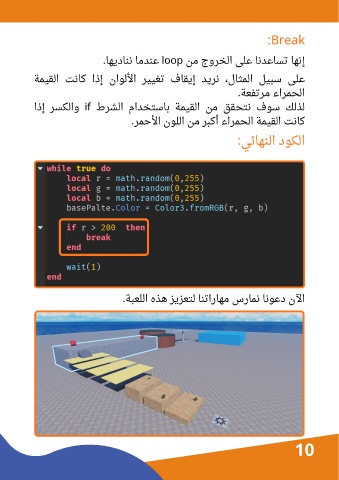 Break:
إنها تساعدنا على الخروج من loop عندما نناديها.
على سبيل المثال، نريد إيقاف تغيير الألوان إذا كانت القيمة
الحمراء مرتفعة.
لذلك سوف نتحقق من القيمة باستخدام الشرط if والكسر إذا
كانت القيمة الحمراء أكبر من اللون الأحمر.
الكود النهائي:
while true do
local r = math.random(0,255)
local g = math.random(0,255)
local b = math.random(0,255)
basePalte.Color = Color3.fromRGB(r, g, b)
if r > 200 then
break
end
wait(1)
end
الآن دعونا نمارس مهاراتنا لتعزيز هذه اللعبة.
10